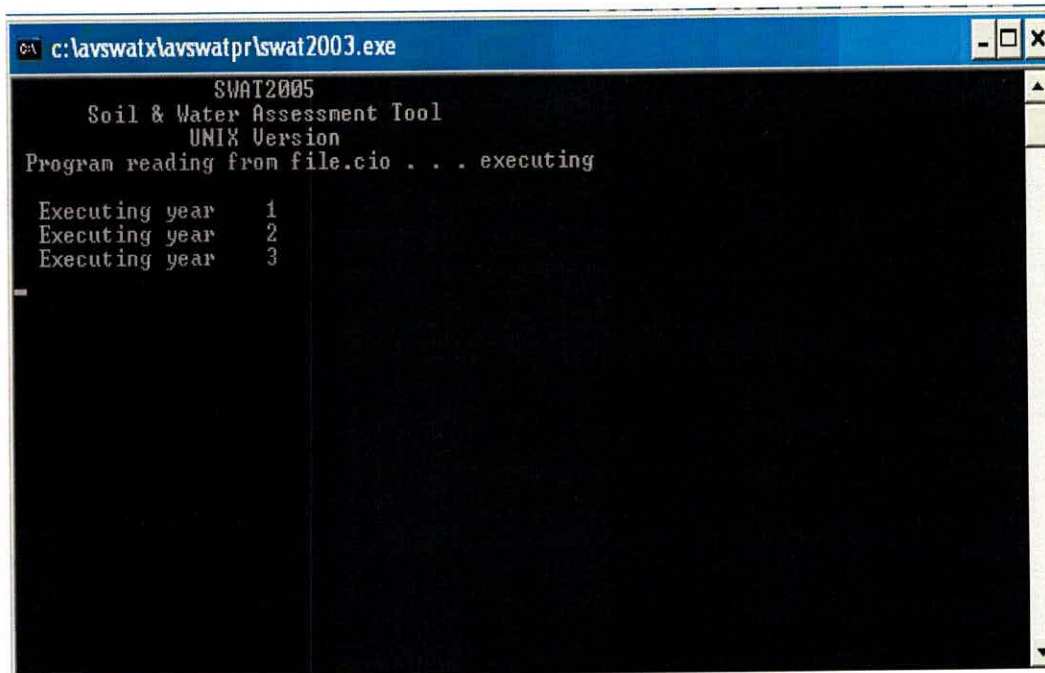 c:\avswatx\avswatpr\swat2003.exe
SWAT2005
Soil & Water Assessment Tool
UNIX Version
Program reading from file.cio . . . executing
Executing year 1
Executing year 2
Executing year 3